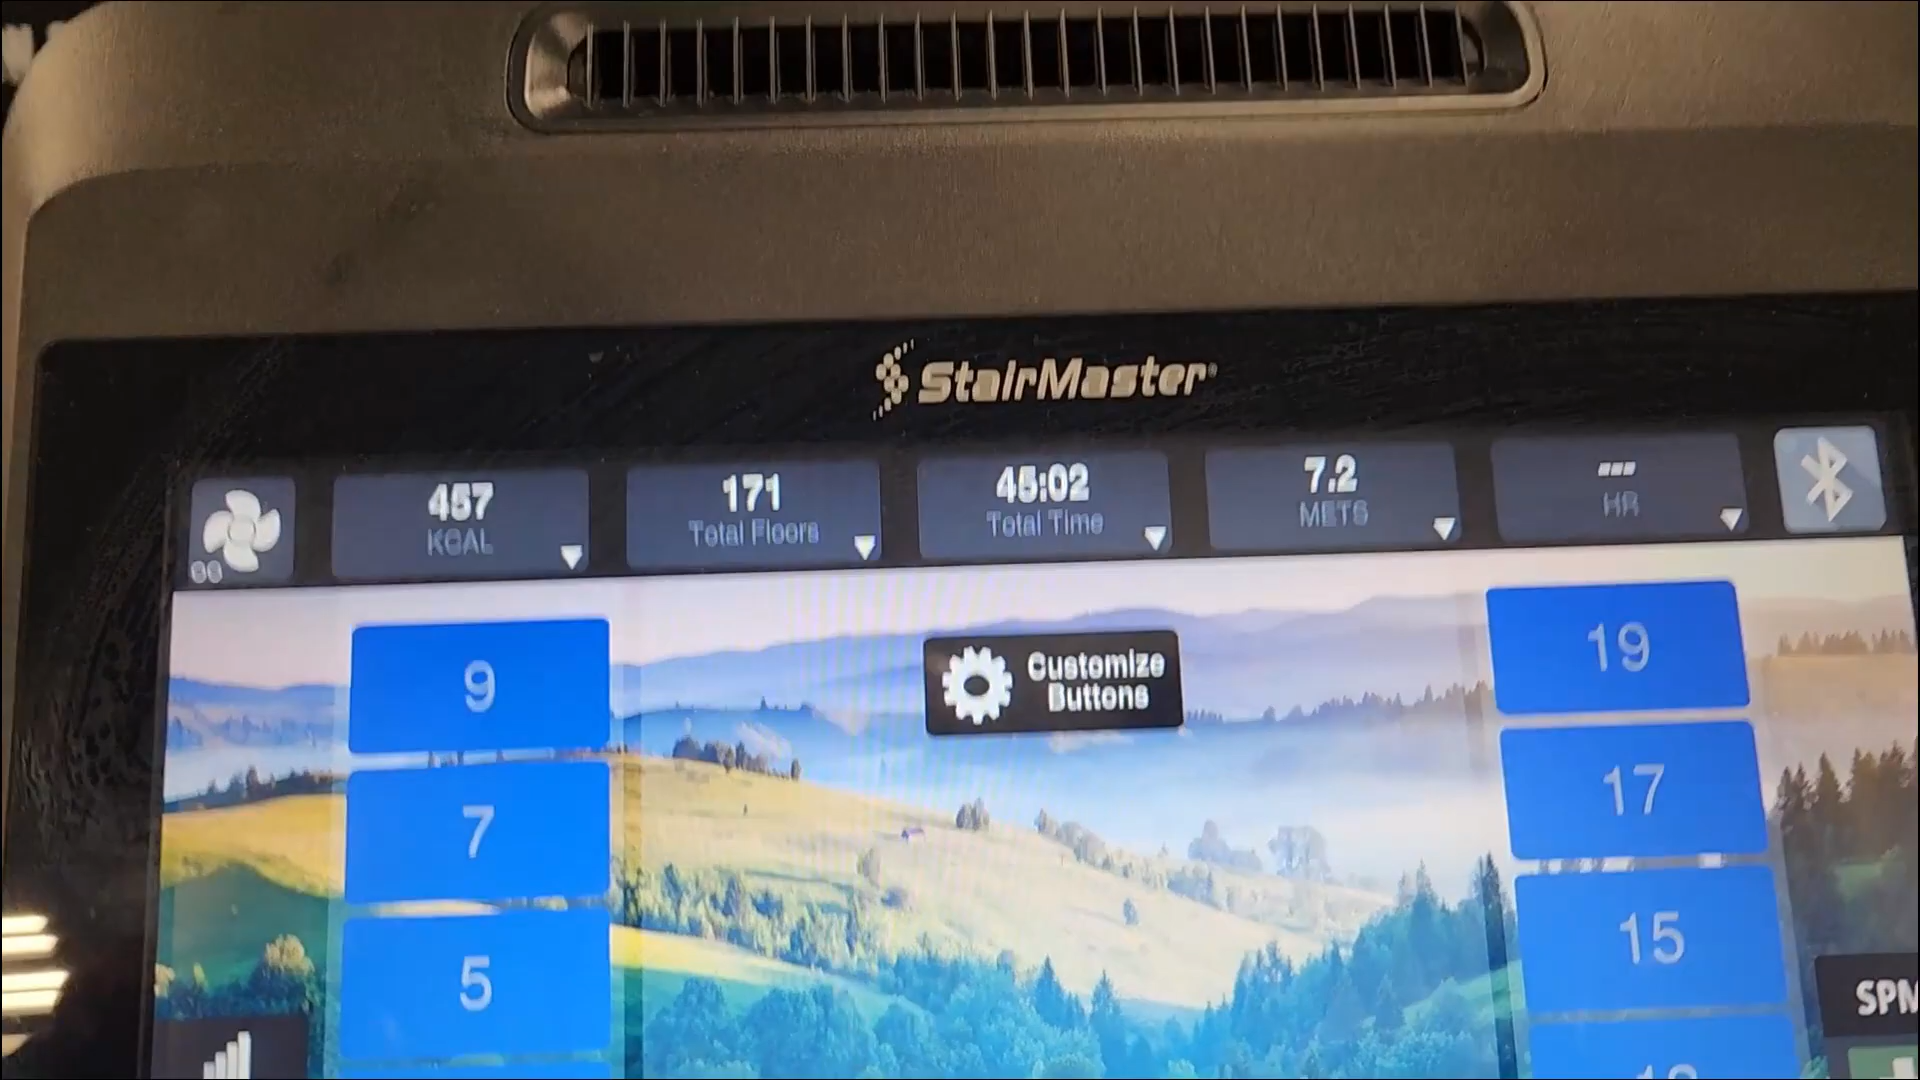 StairMaster
457
KCAL
171
Total Floors
45:02
Total Time
7.2
METS
---
HR
9
7
5
Customize
Buttons
19
17
15
SPM